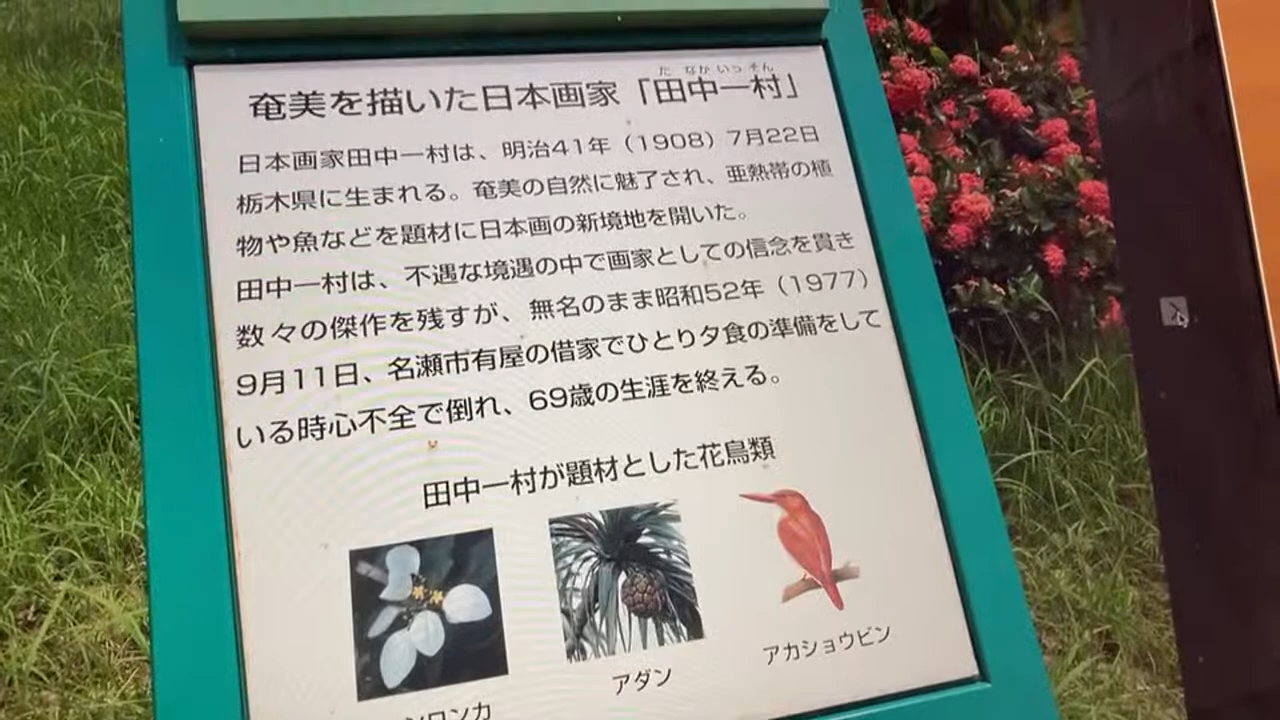 た なか いっ そん
奄美を描いた日本画家「田中一村」
日本画家田中一村は、明治41年（1908）7月22日
栃木県に生まれる。奄美の自然に魅了され、亜熱帯の植
物や魚などを題材に日本画の新境地を開いた。
田中一村は、不遇な境遇の中で画家としての信念を貫き
数々の傑作を残すが、無名のまま昭和52年（1977）
9月11日、名瀬市有屋の借家でひとり夕食の準備をして
いる時心不全で倒れ、69歳の生涯を終える。
田中一村が題材とした花鳥類
ンロンカ
アダン
アカショウビン